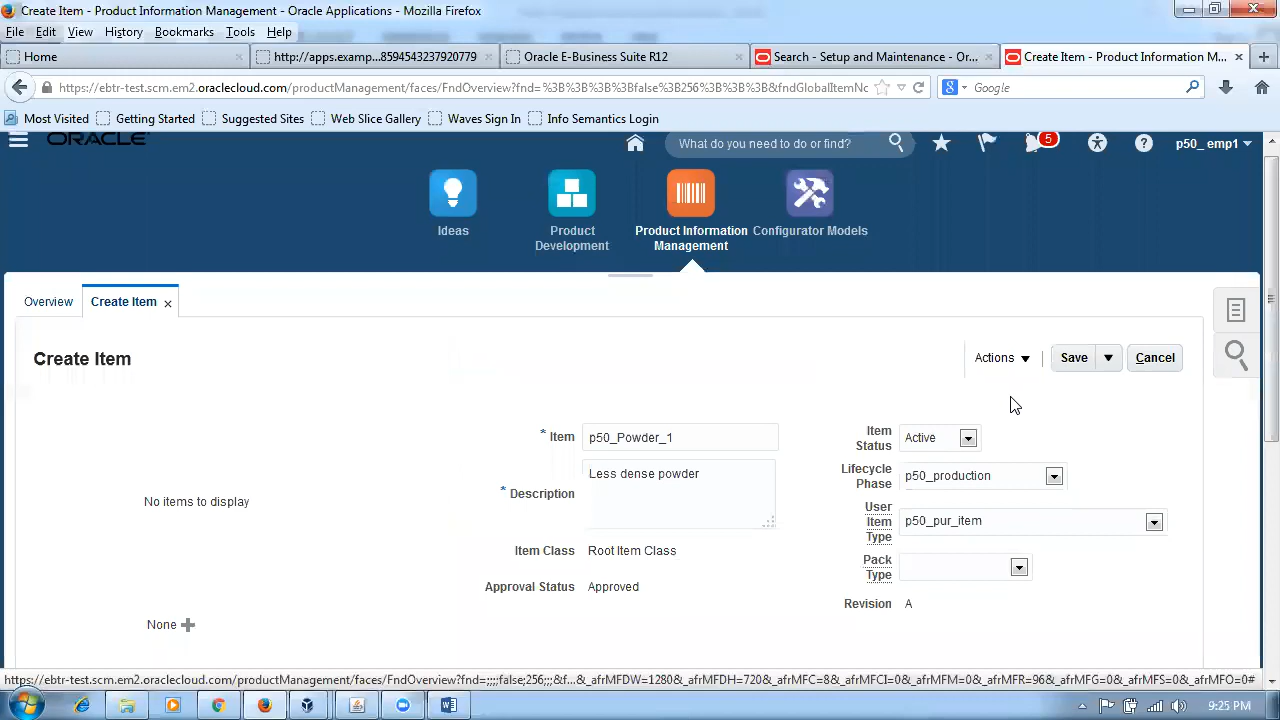 Create Item - Product Information Management - Oracle Applications - Mozilla Firefox
File Edit View History Bookmarks Tools Help
Home
http://apps.examp...8594543237920779
Oracle E-Business Suite R12
Search - Setup and Maintenance - Or...
Create Item - Product Information M...
https://ebtr-test.scm.em2.oraclecloud.com/productManagement/faces/FndOverview?fnd=%3B%3B%3B%3Bfalse%3B256%3B%3B%3B&fndGlobalItemNo
Google
Most Visited Getting Started Suggested Sites Web Slice Gallery Waves Sign In Info Semantics Company
ORACLE
What do you need to do or find?
5
p50_ emp1
Ideas
Product Development
Product Information Management
Configurator Models
Overview
Create Item
Create Item
Actions
Save
Cancel
* Item p50_Powder_1
* Description Less dense powder
Item Class Root Item Class
Approval Status Approved
Item Status Active
Lifecycle Phase p50_production
User Item Type p50_pur_item
Pack Type
Revision A
No items to display
None
https://ebtr-test.scm.em2.oraclecloud.com/productManagement/faces/FndOverview?fnd=;;;;false;256;;;&f..._afrMFDW=1280&_afrMFDH=720&_afrMFC=8&_afrMFCI=0&_afrMFM=0&_afrMFR=96&_afrMFG=0&_afrMFS=0&_afrMFO=0#
9:25 PM